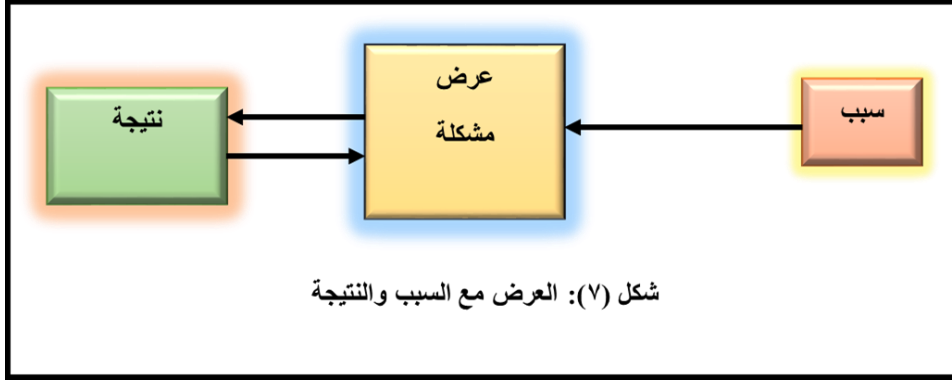 سبب
عرض
مشكلة
نتيجة
شكل (٧): العرض مع السبب والنتيجة